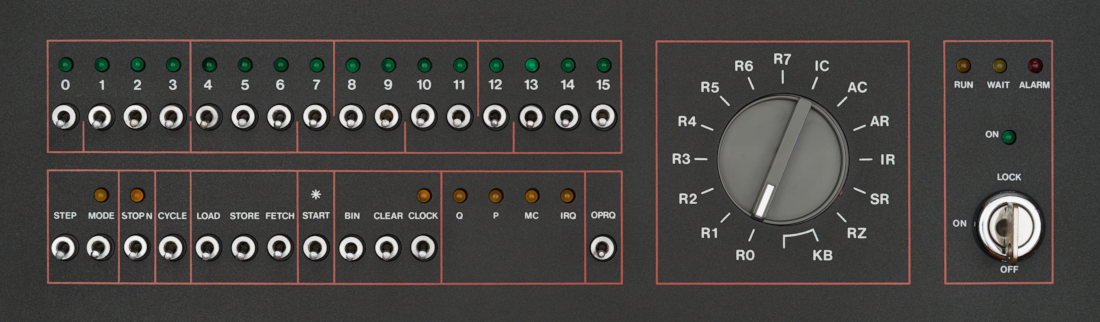 0 1 2 3 4 5 6 7 8 9 10 11 12 13 14 15
STEP MODE STOP N CYCLE LOAD STORE FETCH START BIN CLEAR CLOCK Q P MC IRQ OPRQ
*
R7
R6 IC
R5 AC
R4 AR
R3 IR
R2 SR
R1 RZ
R0 KB
RUN WAIT ALARM
ON
LOCK
ON
OFF